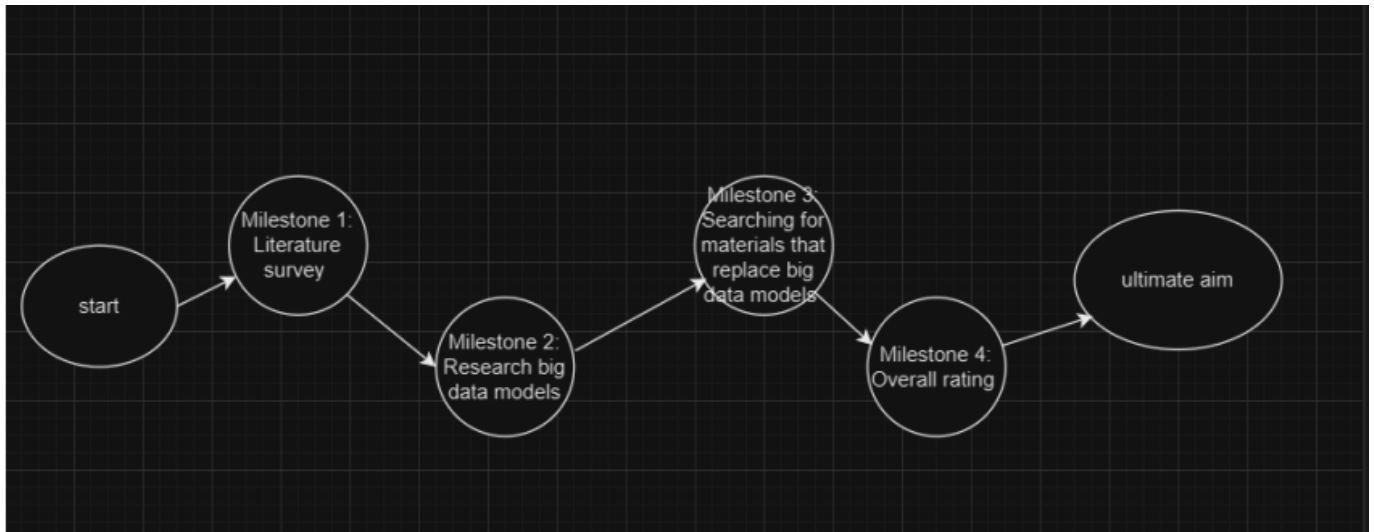 start
Milestone 1:
Literature
survey
Milestone 2:
Research big
data models
Milestone 3:
Searching for
materials that
replace big
data models
Milestone 4:
Overall rating
ultimate aim